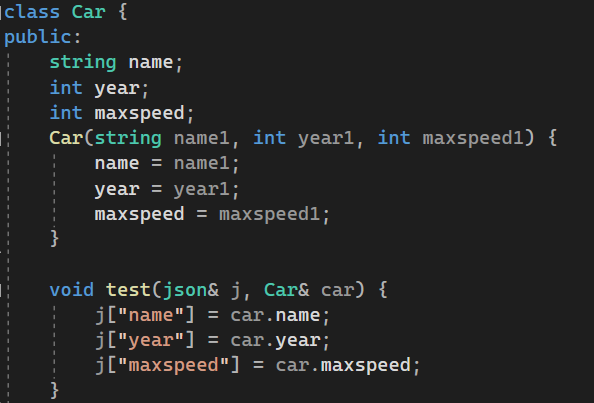 class Car {
public:
    string name;
    int year;
    int maxspeed;
    Car(string name1, int year1, int maxspeed1) {
        name = name1;
        year = year1;
        maxspeed = maxspeed1;
    }

    void test(json& j, Car& car) {
        j["name"] = car.name;
        j["year"] = car.year;
        j["maxspeed"] = car.maxspeed;
    }